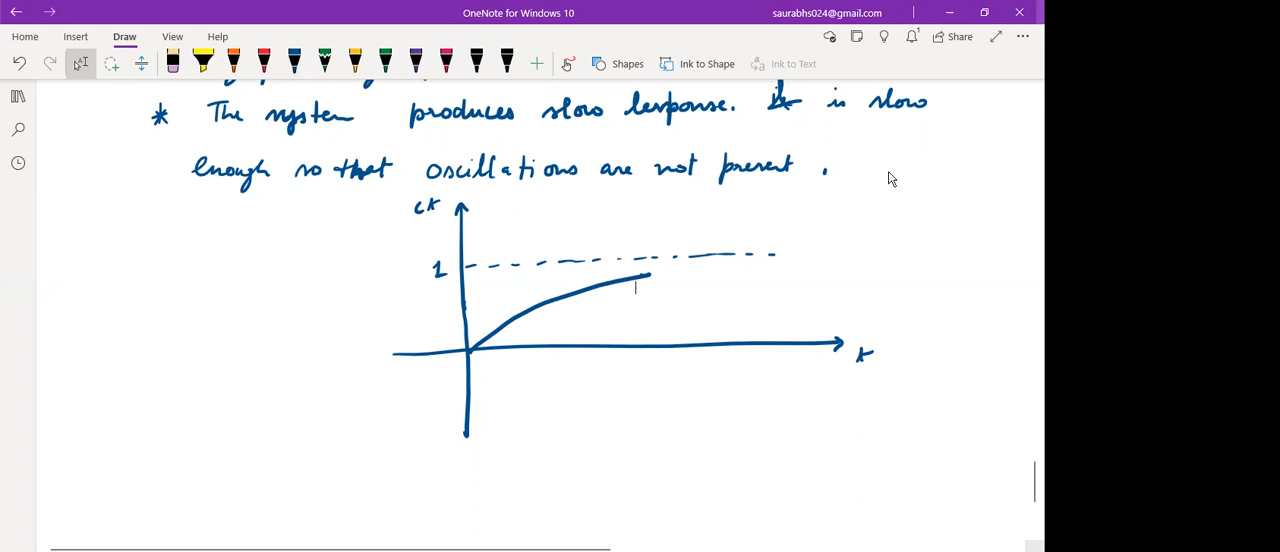 OneNote for Windows 10
saurabhs024@gmail.com
Home Insert Draw View Help
Share
Shapes Ink to Shape Ink to Text
* The system produces slow response. It is slow
enough so that oscillations are not present.
ct
1
t